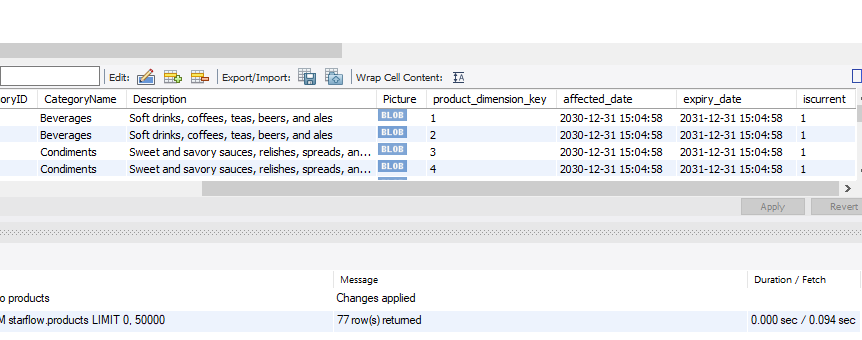 Edit: Export/Import: Wrap Cell Content: IA
oryID CategoryName Description Picture product_dimension_key affected_date expiry_date iscurrent
Beverages Soft drinks, coffees, teas, beers, and ales BLOB 1 2030-12-31 15:04:58 2031-12-31 15:04:58 1
Beverages Soft drinks, coffees, teas, beers, and ales BLOB 2 2030-12-31 15:04:58 2031-12-31 15:04:58 1
Condiments Sweet and savory sauces, relishes, spreads, an... BLOB 3 2030-12-31 15:04:58 2031-12-31 15:04:58 1
Condiments Sweet and savory sauces, relishes, spreads, an... BLOB 4 2030-12-31 15:04:58 2031-12-31 15:04:58 1
Apply Revert
Message Duration / Fetch
o products Changes applied
M starflow.products LIMIT 0, 50000 77 row(s) returned 0.000 sec / 0.094 sec